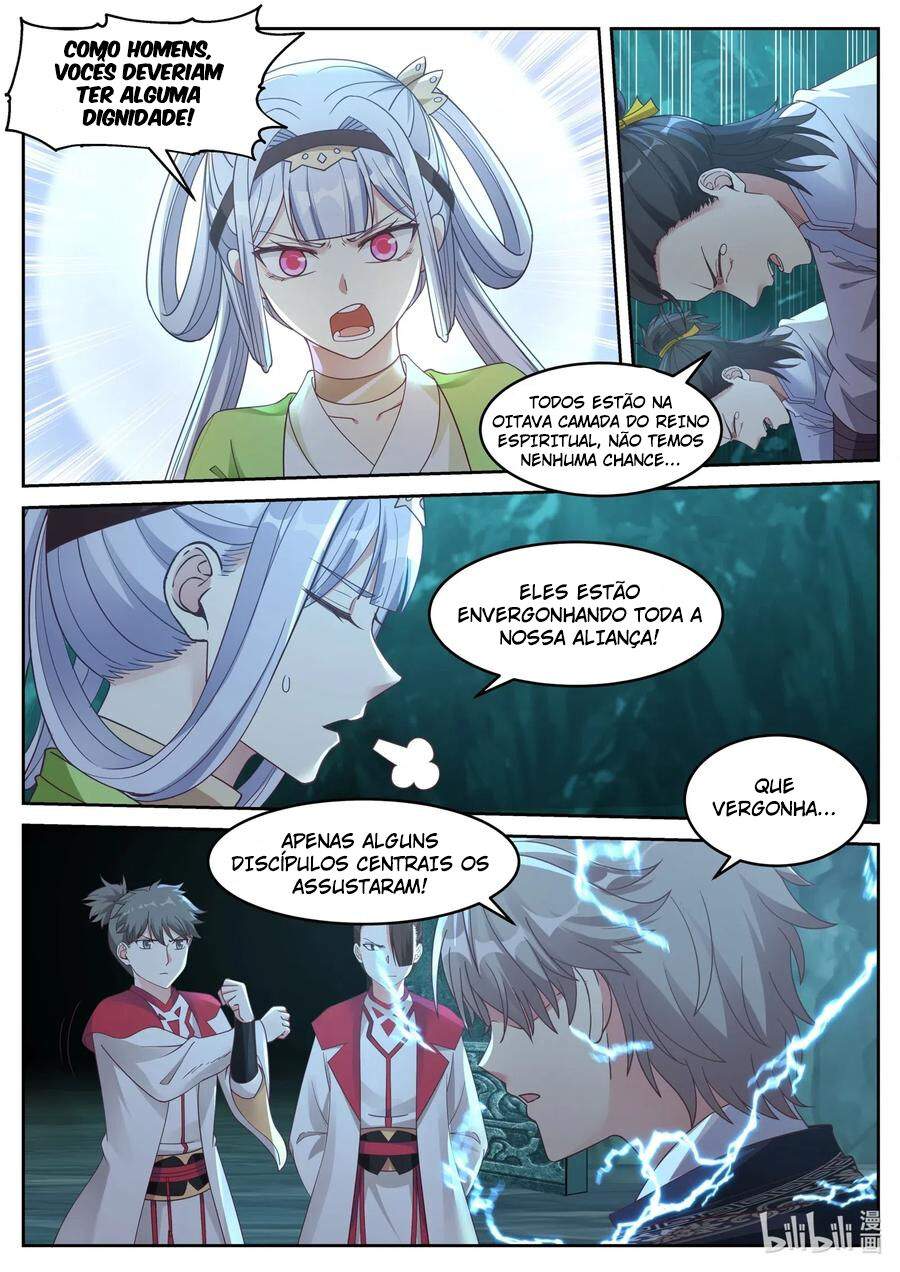 COMO HOMENS,
VOCÊS DEVERIAM
TER ALGUMA
DIGNIDADE!
TODOS ESTÃO NA
OITAVA CAMADA DO REINO
ESPIRITUAL, NÃO TEMOS
NENHUMA CHANCE...
ELES ESTÃO
ENVERGONHANDO TODA A
NOSSA ALIANÇA!
QUE
VERGONHA...
APENAS ALGUNS
DISCÍPULOS CENTRAIS OS
ASSUSTARAM!
bilibili 漫画